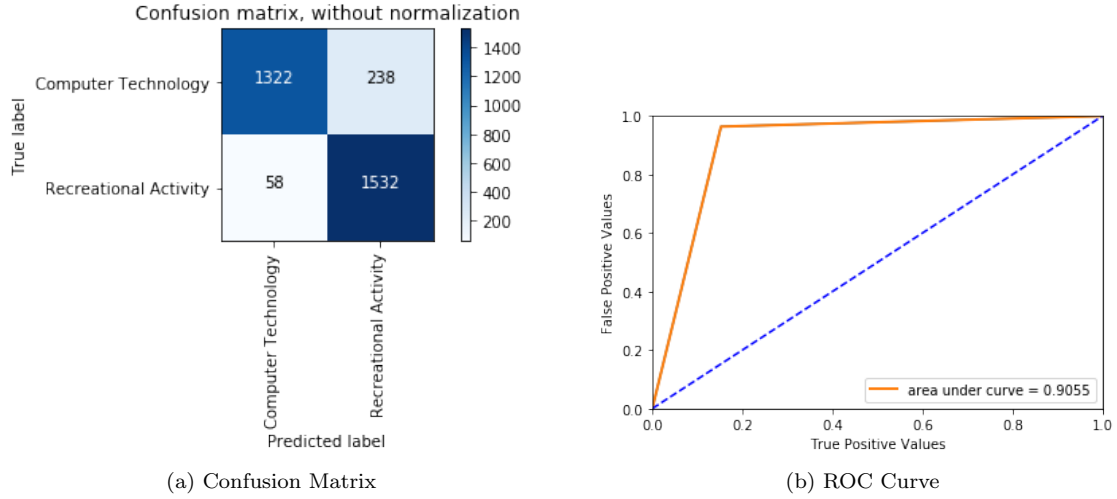 Confusion matrix, without normalization
True label
Computer Technology
Recreational Activity
1322
238
58
1532
1400
1200
1000
800
600
400
200
Computer Technology
Recreational Activity
Predicted label
(a) Confusion Matrix
False Positive Values
1.0
0.8
0.6
0.4
0.2
0.0
area under curve = 0.9055
0.0
0.2
0.4
0.6
0.8
1.0
True Positive Values
(b) ROC Curve